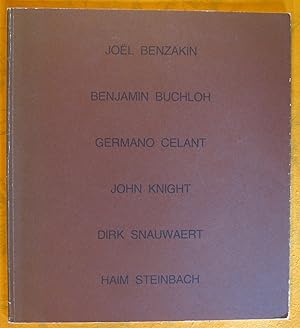 JOËL BENZAKIN
BENJAMIN BUCHLOH
GERMANO CELANT
JOHN KNIGHT
DIRK SNAUWAERT
HAIM STEINBACH